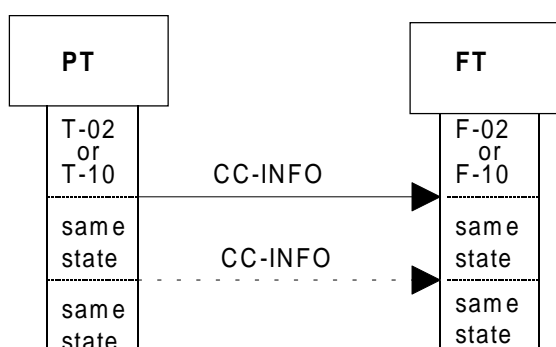 PT
FT
T-02
or
T-10
F-02
or
F-10
CC-INFO
same
state
same
state
CC-INFO
same
state
same
state